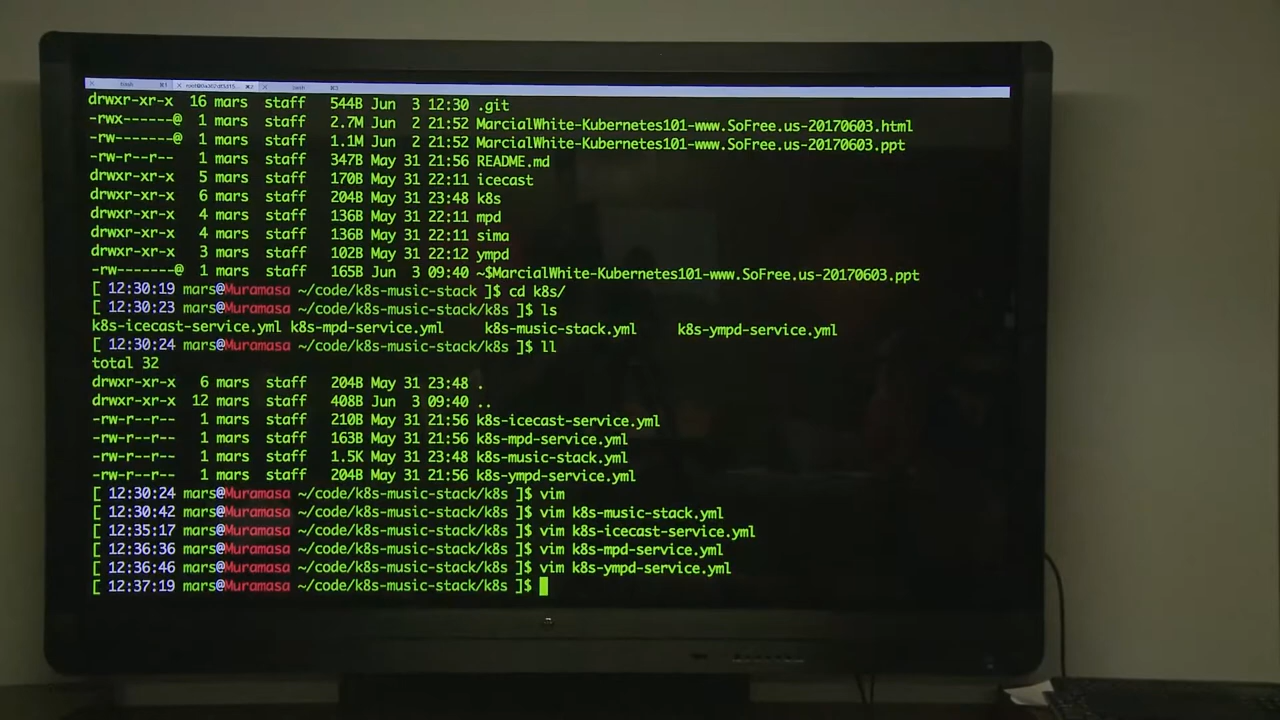 bash ⌘1 × root@0a362d83d15... ⌘2 × bash ⌘3
drwxr-xr-x 16 mars staff 544B Jun 3 12:30 .git
-rwx------@ 1 mars staff 2.7M Jun 2 21:52 MarcialWhite-Kubernetes101-www.SoFree.us-20170603.html
-rw-------@ 1 mars staff 1.1M Jun 2 21:52 MarcialWhite-Kubernetes101-www.SoFree.us-20170603.ppt
-rw-r--r-- 1 mars staff 347B May 31 21:56 README.md
drwxr-xr-x 5 mars staff 170B May 31 22:11 icecast
drwxr-xr-x 6 mars staff 204B May 31 23:48 k8s
drwxr-xr-x 4 mars staff 136B May 31 22:11 mpd
drwxr-xr-x 4 mars staff 136B May 31 22:11 sima
drwxr-xr-x 3 mars staff 102B May 31 22:12 ympd
-rw-------@ 1 mars staff 165B Jun 3 09:40 ~$MarcialWhite-Kubernetes101-www.SoFree.us-20170603.ppt
[ 12:30:19 mars@Muramasa ~/code/k8s-music-stack ]$ cd k8s/
[ 12:30:23 mars@Muramasa ~/code/k8s-music-stack/k8s ]$ ls
k8s-icecast-service.yml k8s-mpd-service.yml k8s-music-stack.yml k8s-ympd-service.yml
[ 12:30:24 mars@Muramasa ~/code/k8s-music-stack/k8s ]$ ll
total 32
drwxr-xr-x 6 mars staff 204B May 31 23:48 .
drwxr-xr-x 12 mars staff 408B Jun 3 09:40 ..
-rw-r--r-- 1 mars staff 210B May 31 21:56 k8s-icecast-service.yml
-rw-r--r-- 1 mars staff 163B May 31 21:56 k8s-mpd-service.yml
-rw-r--r-- 1 mars staff 1.5K May 31 23:48 k8s-music-stack.yml
-rw-r--r-- 1 mars staff 204B May 31 21:56 k8s-ympd-service.yml
[ 12:30:24 mars@Muramasa ~/code/k8s-music-stack/k8s ]$ vim
[ 12:30:42 mars@Muramasa ~/code/k8s-music-stack/k8s ]$ vim k8s-music-stack.yml
[ 12:35:17 mars@Muramasa ~/code/k8s-music-stack/k8s ]$ vim k8s-icecast-service.yml
[ 12:36:36 mars@Muramasa ~/code/k8s-music-stack/k8s ]$ vim k8s-mpd-service.yml
[ 12:36:46 mars@Muramasa ~/code/k8s-music-stack/k8s ]$ vim k8s-ympd-service.yml
[ 12:37:19 mars@Muramasa ~/code/k8s-music-stack/k8s ]$